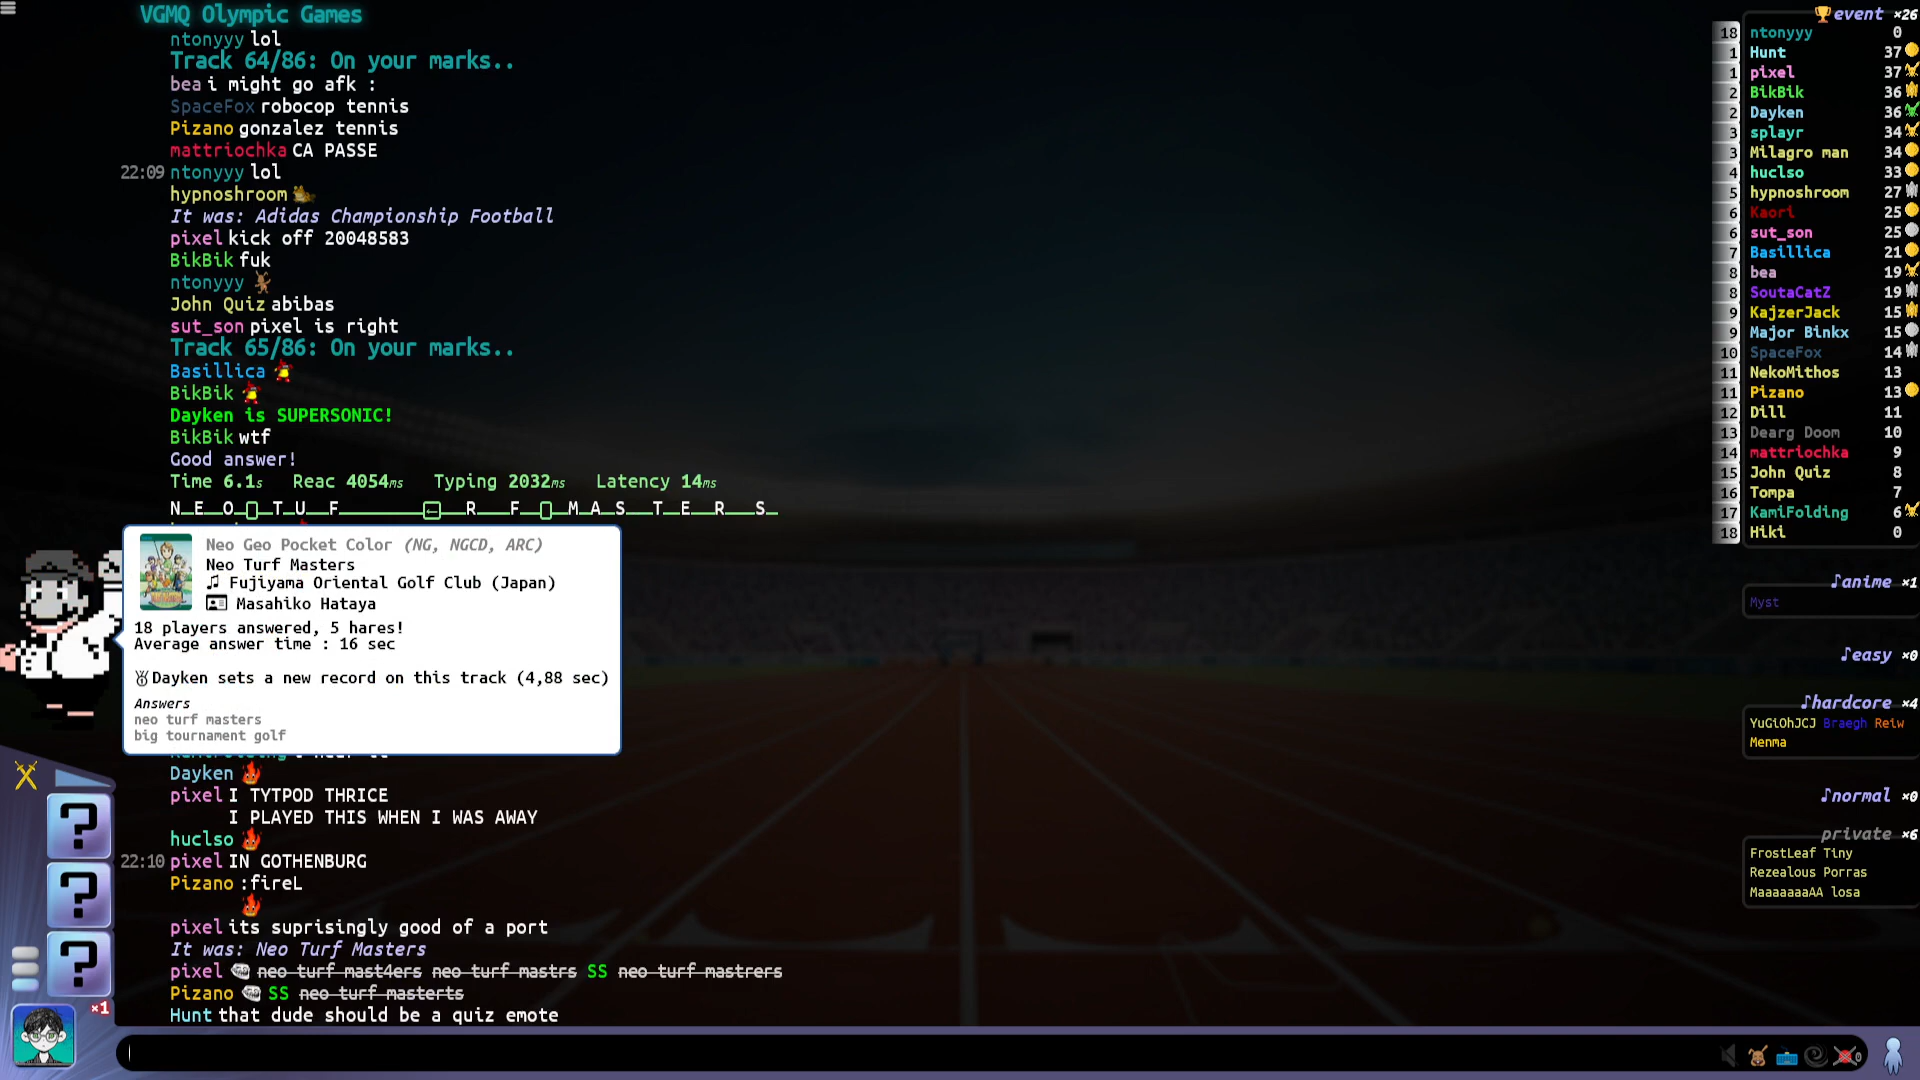 VGMQ Olympic Games
ntonyyy lol
Track 64/86: On your marks..
bea i might go afk :
SpaceFox robocop tennis
Pizano gonzalez tennis
mattriochka CA PASSE
22:09 ntonyyy lol
hypnoshroom
It was: Adidas Championship Football
pixel kick off 20048583
BikBik fuk
ntonyyy
John Quiz abibas
sut_son pixel is right
Track 65/86: On your marks..
Basillica
BikBik
Dayken is SUPERSONIC!
BikBik wtf
Good answer!
Time 6.1s Reac 4054ms Typing 2032ms Latency 14ms
N_E_O_ _T_U__F________ ← __R___F_ _M_A_S__T_E__R__S_
Neo Geo Pocket Color (NG, NGCD, ARC)
Neo Turf Masters
♫ Fujiyama Oriental Golf Club (Japan)
Masahiko Hataya
18 players answered, 5 hares!
Average answer time : 16 sec
Dayken sets a new record on this track (4,88 sec)
Answers
neo turf masters
big tournament golf
Dayken
pixel I TYTPOD THRICE
I PLAYED THIS WHEN I WAS AWAY
huclso
22:10 pixel IN GOTHENBURG
Pizano :fireL
pixel its suprisingly good of a port
It was: Neo Turf Masters
pixel neo turf mast4ers neo turf mastrs SS neo turf mastrers
Pizano SS neo turf masterts
Hunt that dude should be a quiz emote
?
?
?
×1
event ×26
18 ntonyyy 0
1 Hunt 37
1 pixel 37
2 BikBik 36
2 Dayken 36
3 splayr 34
3 Milagro man 34
4 huclso 33
5 hypnoshroom 27
6 Kaori 25
6 sut_son 25
7 Basillica 21
8 bea 19
8 SoutaCatZ 19
9 KajzerJack 15
9 Major Binkx 15
10 SpaceFox 14
11 NekoMithos 13
11 Pizano 13
12 Dill 11
13 Dearg Doom 10
14 mattriochka 9
15 John Quiz 8
16 Tompa 7
17 KamiFolding 6
18 Hiki 0
♪anime ×1
Myst
♪easy ×0
♪hardcore ×4
YuGiOhJCJ Braegh Reiw
Menma
♪normal ×0
private ×6
FrostLeaf Tiny
Rezealous Porras
MaaaaaaaAA losa